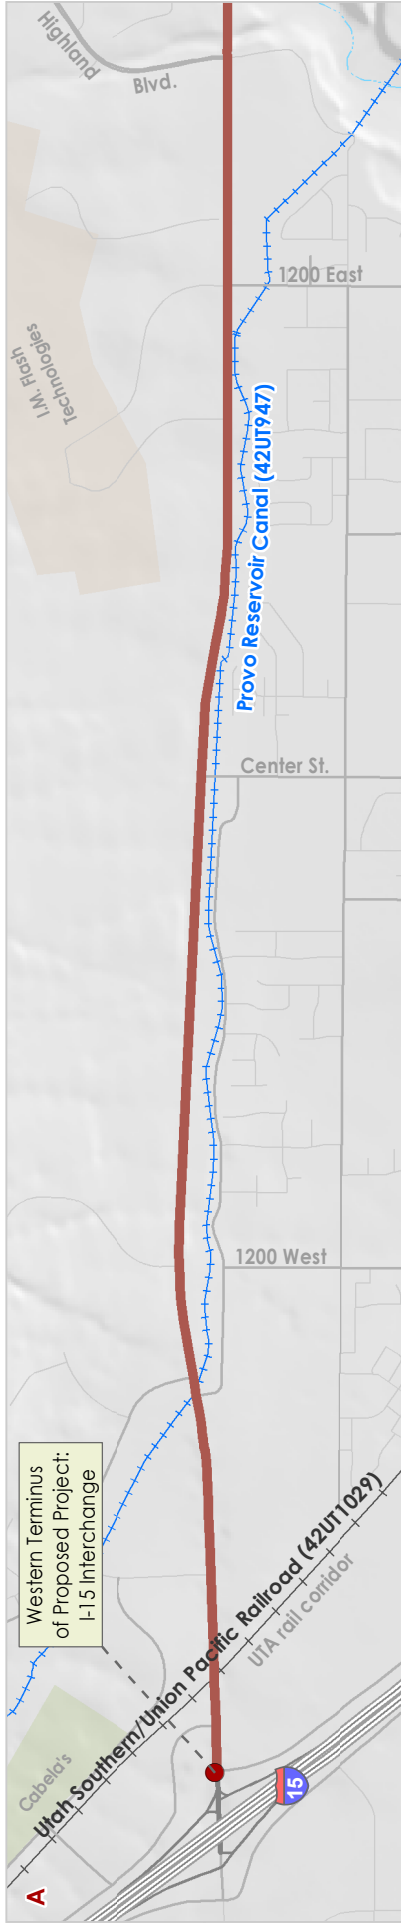 Highland
Blvd.
I.M. Flash
Technologies
1200 East
Provo Reservoir Canal (42UT947)
Center St.
1200 West
Western Terminus
of Proposed Project:
I-15 Interchange
Utah Southern/Union Pacific Railroad (42UT1029)
UTA rail corridor
Cabela's
15
A